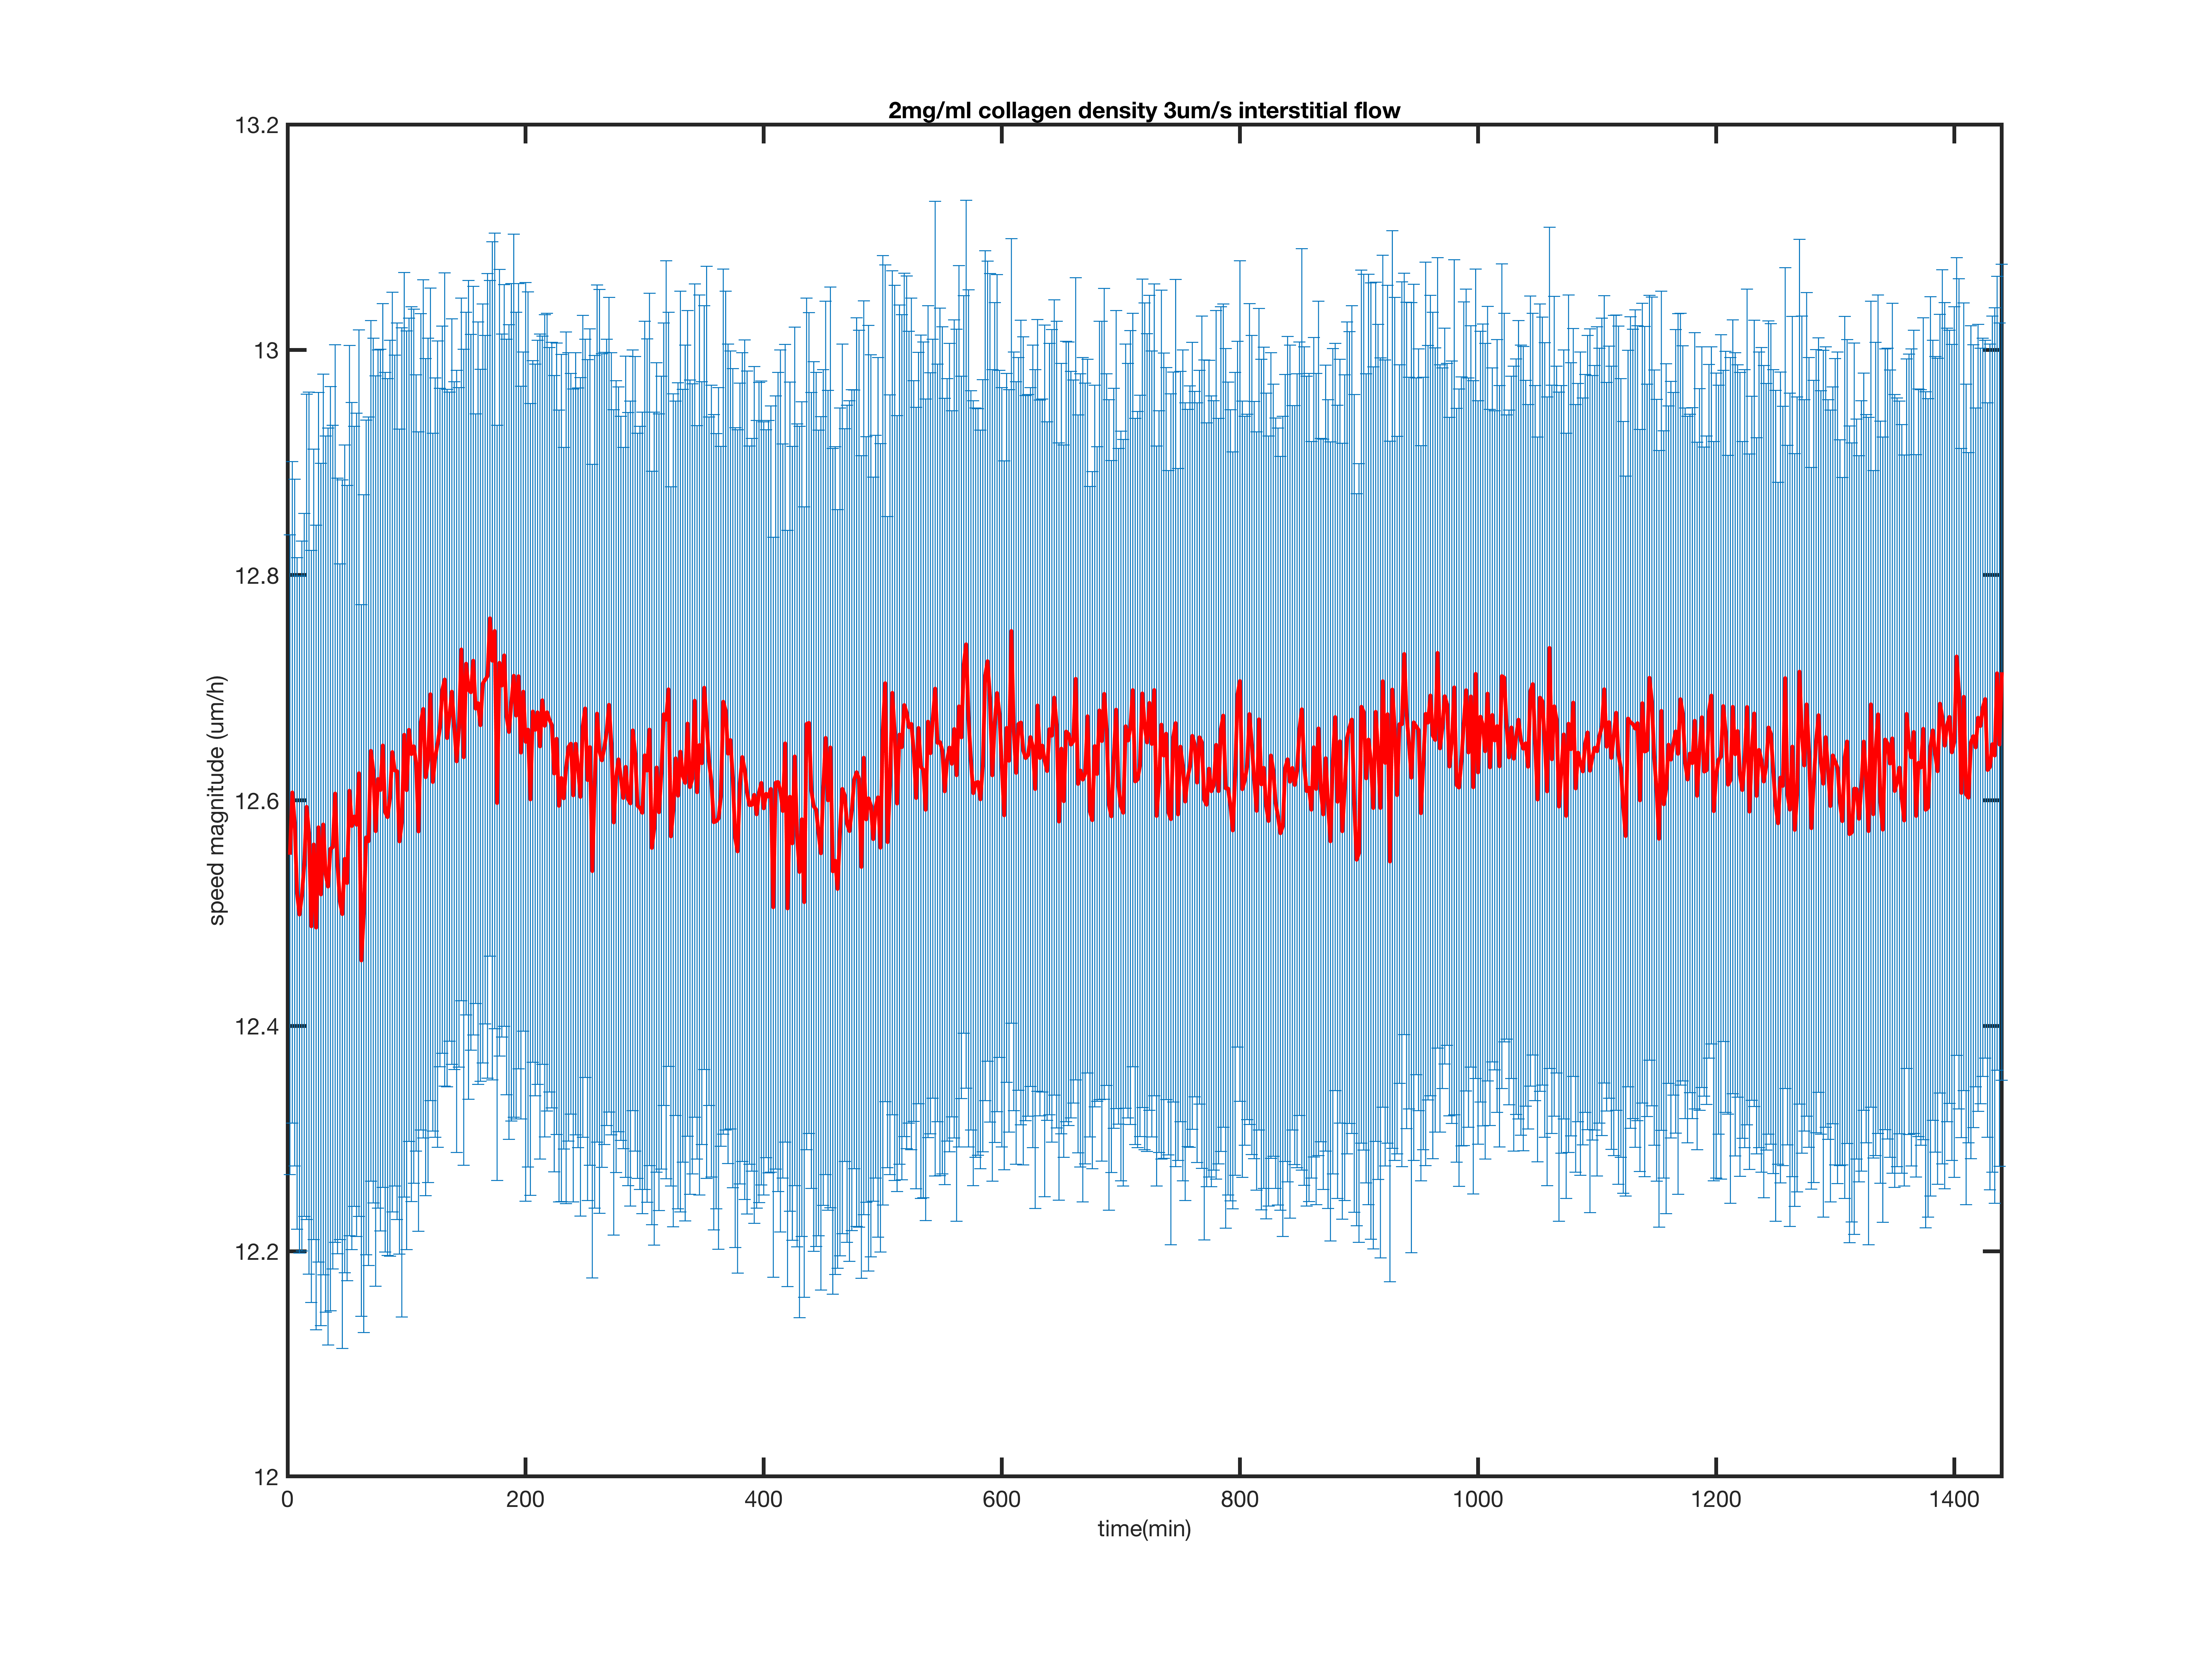 2mg/ml collagen density 3um/s interstitial flow
13.2
13
12.8
12.6
12.4
12.2
12
speed magnitude (um/h)
0 200 400 600 800 1000 1200 1400
time(min)